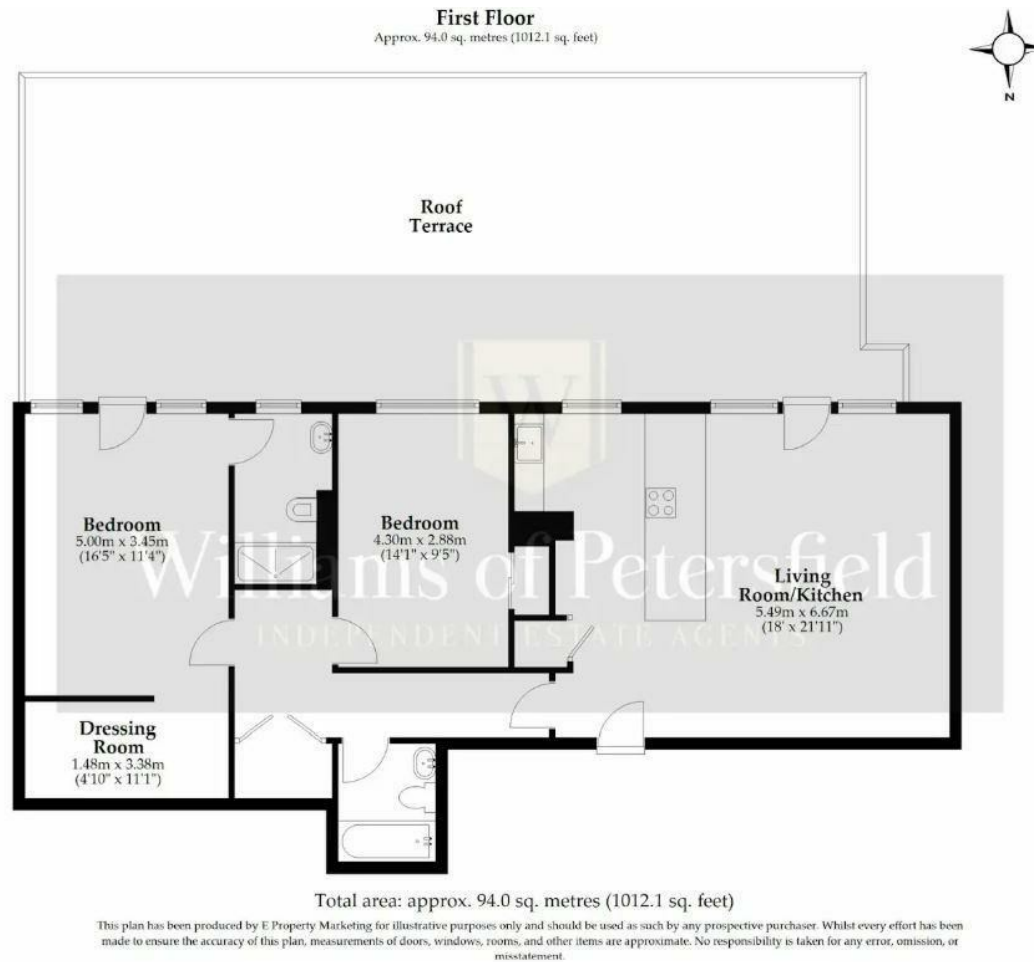 First Floor
Approx. 94.0 sq. metres (1012.1 sq. feet)
N
Roof
Terrace
W
Bedroom
5.00m x 3.45m
(16'5" x 11'4")
Bedroom
4.30m x 2.88m
(14'1" x 9'5")
Living
Room/Kitchen
5.49m x 6.67m
(18' x 21'11")
Williams of Petersfield
INDEPENDENT ESTATE AGENTS
Dressing
Room
1.48m x 3.38m
(4'10" x 11'1")
Total area: approx. 94.0 sq. metres (1012.1 sq. feet)
This plan has been produced by E Property Marketing for illustrative purposes only and should be used as such by any prospective purchaser. Whilst every effort has been
made to ensure the accuracy of this plan, measurements of doors, windows, rooms, and other items are approximate. No responsibility is taken for any error, omission, or
misstatement.